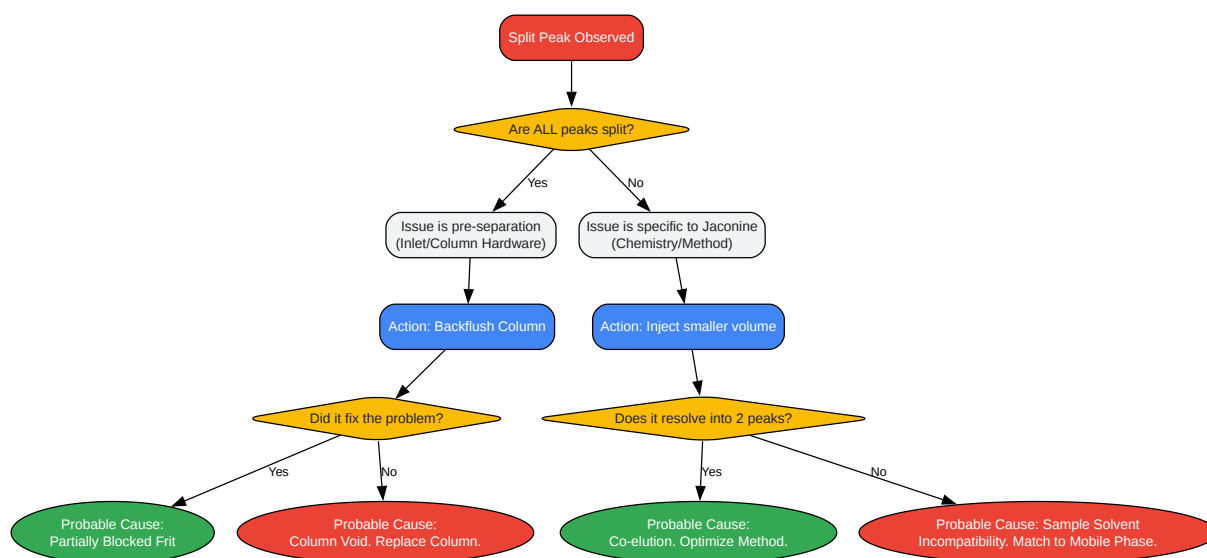 Split Peak Observed
Are ALL peaks split?
Yes
No
Issue is pre-separation
(Inlet/Column Hardware)
Issue is specific to Jaconine
(Chemistry/Method)
Action: Backflush Column
Action: Inject smaller volume
Did it fix the problem?
Does it resolve into 2 peaks?
Yes
No
Yes
No
Probable Cause:
Partially Blocked Frit
Probable Cause:
Column Void. Replace Column.
Probable Cause:
Co-elution. Optimize Method.
Probable Cause: Sample Solvent
Incompatibility. Match to Mobile Phase.